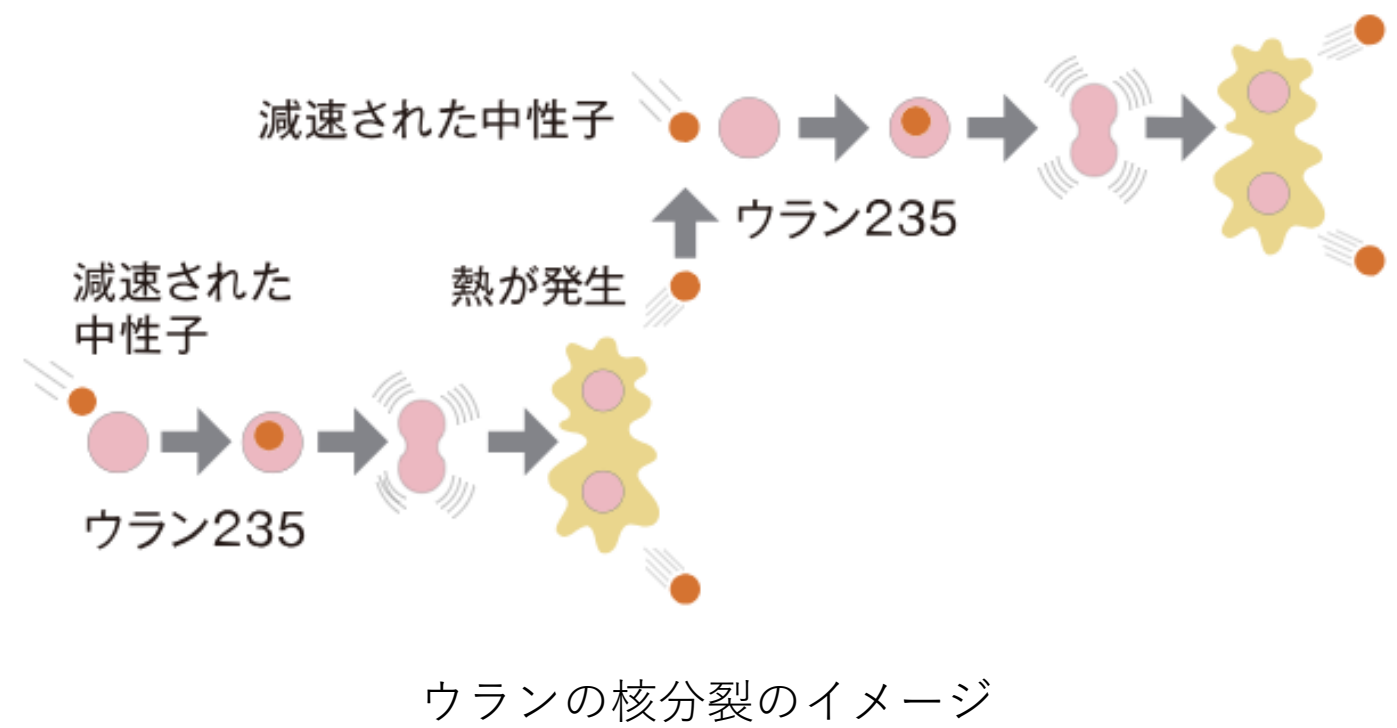 減速された中性子
ウラン235
減速された
中性子
熱が発生
ウラン235
ウランの核分裂のイメージ